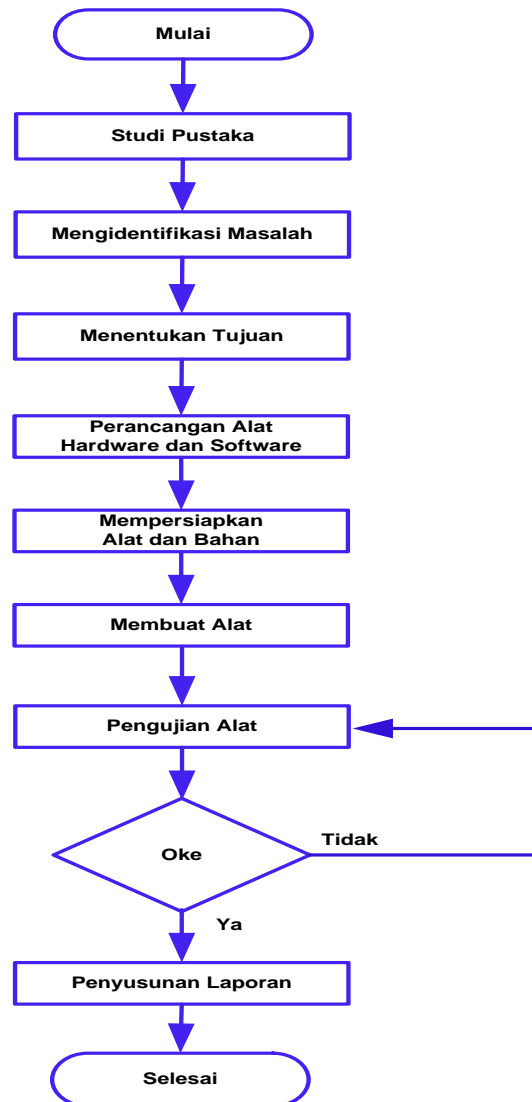 Mulai
Studi Pustaka
Mengidentifikasi Masalah
Menentukan Tujuan
Perancangan Alat
Hardware dan Software
Mempersiapkan
Alat dan Bahan
Membuat Alat
Pengujian Alat
Oke
Tidak
Ya
Penyusunan Laporan
Selesai